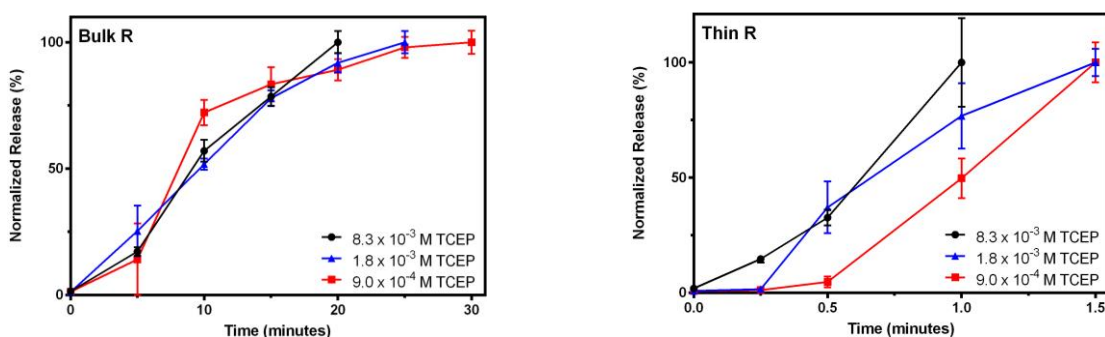 Bulk R
Normalized Release (%)
100
50
0
0
10
20
30
Time (minutes)
8.3 x 10⁻³ M TCEP
1.8 x 10⁻³ M TCEP
9.0 x 10⁻⁴ M TCEP
Thin R
Normalized Release (%)
100
50
0
0.0
0.5
1.0
1.5
Time (minutes)
8.3 x 10⁻³ M TCEP
1.8 x 10⁻³ M TCEP
9.0 x 10⁻⁴ M TCEP